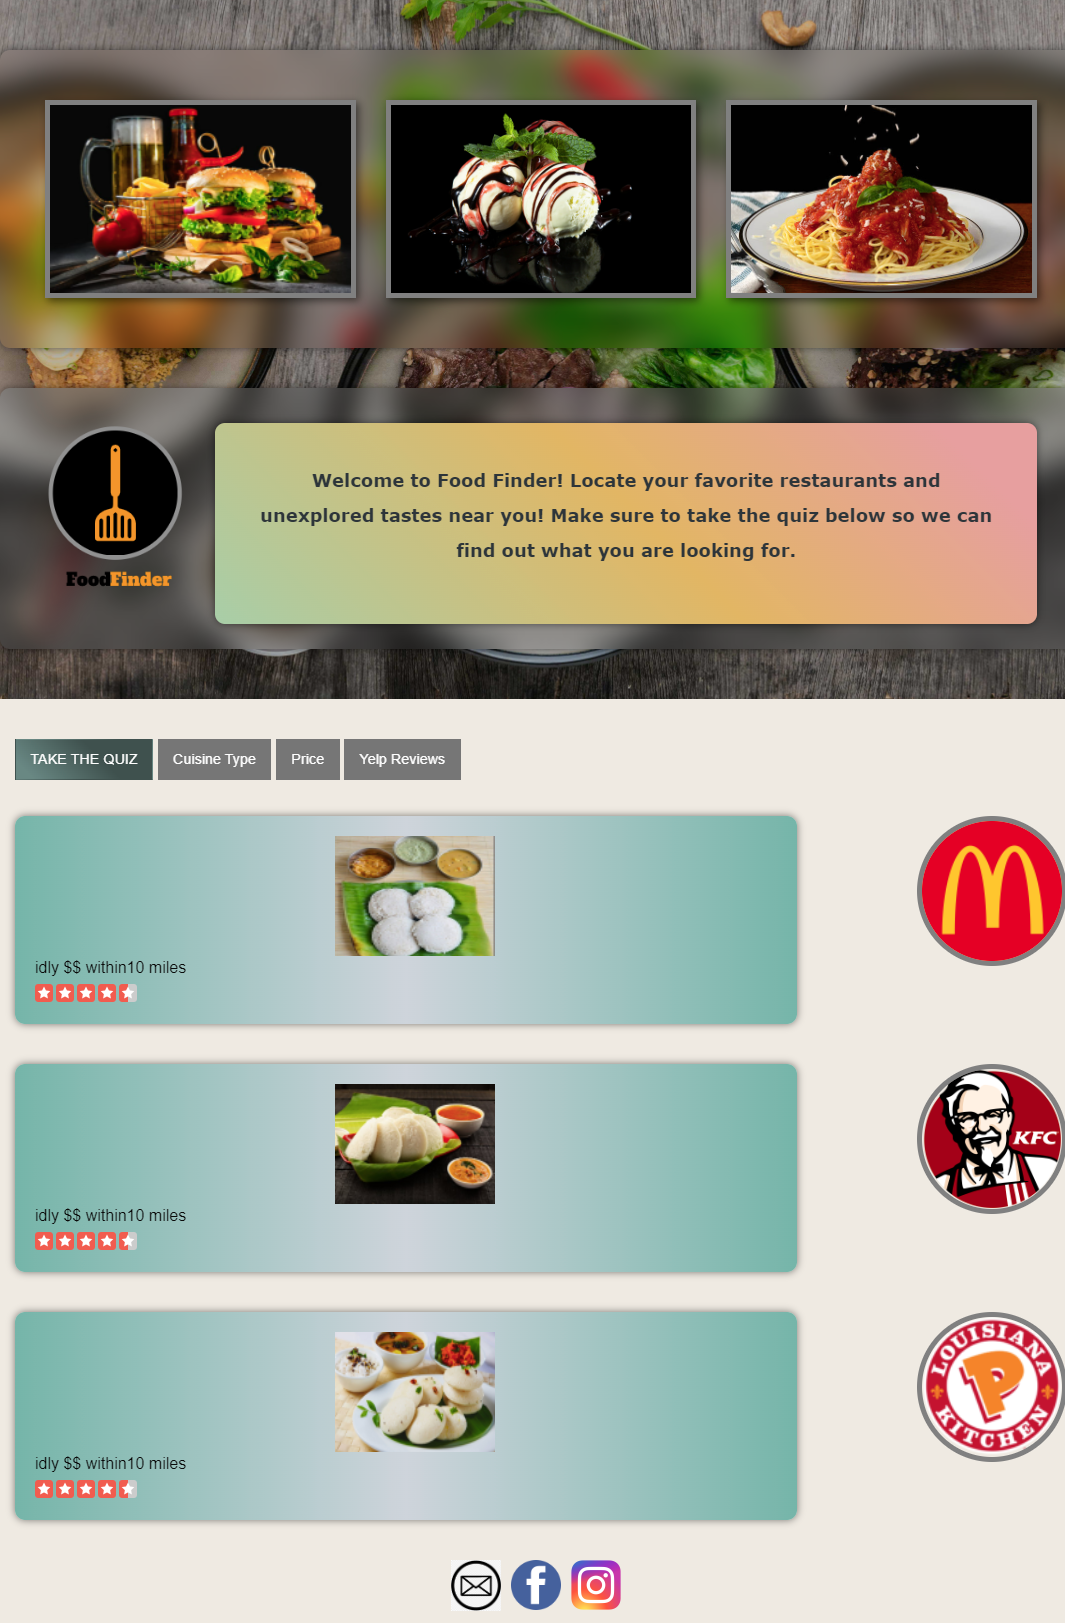 Welcome to Food Finder! Locate your favorite restaurants and
unexplored tastes near you! Make sure to take the quiz below so we can
find out what you are looking for.
FoodFinder
TAKE THE QUIZ Cuisine Type Price Yelp Reviews
idly $$ within10 miles
KFC
idly $$ within10 miles
LOUISIANA
P
KITCHEN
idly $$ within10 miles